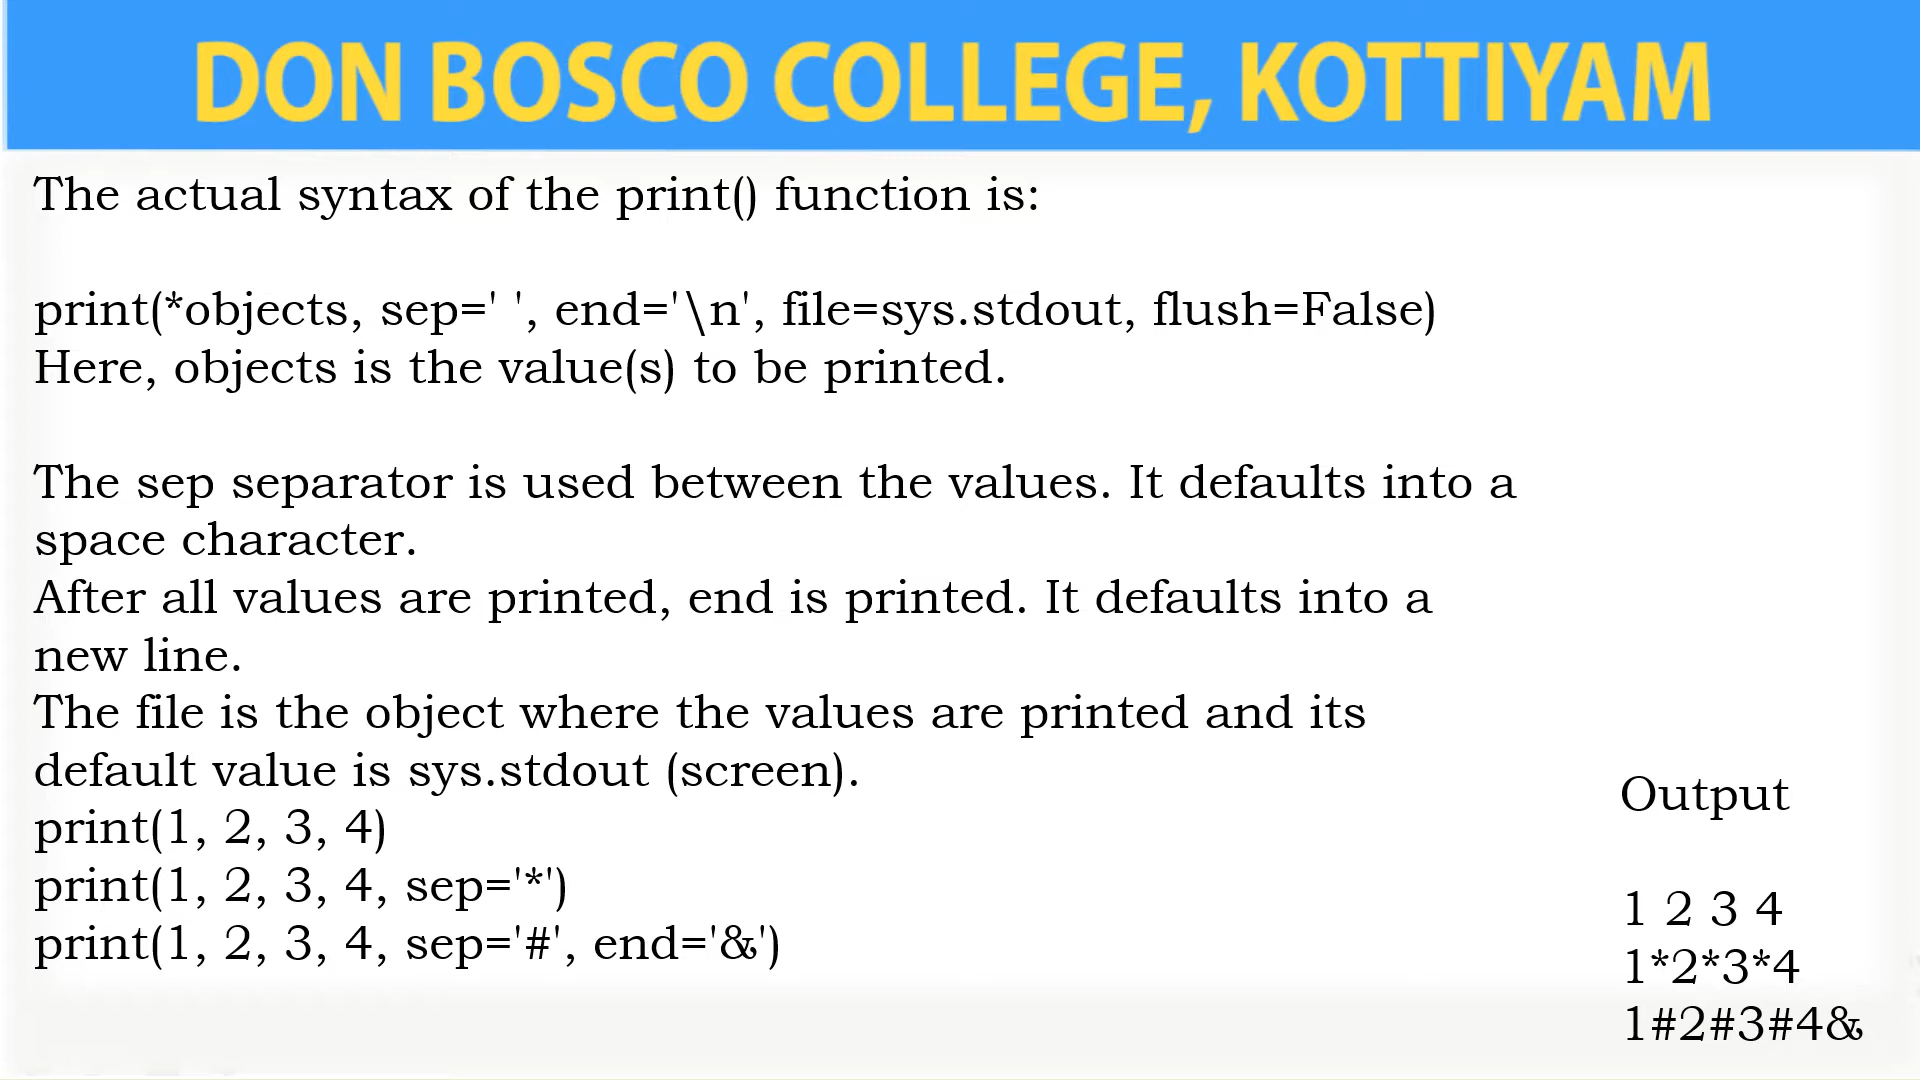 DON BOSCO COLLEGE, KOTTIYAM
The actual syntax of the print() function is:
print(*objects, sep=' ', end='\n', file=sys.stdout, flush=False)
Here, objects is the value(s) to be printed.
The sep separator is used between the values. It defaults into a
space character.
After all values are printed, end is printed. It defaults into a
new line.
The file is the object where the values are printed and its
default value is sys.stdout (screen).
print(1, 2, 3, 4)
print(1, 2, 3, 4, sep='*')
print(1, 2, 3, 4, sep='#', end='&')
Output
1 2 3 4
1*2*3*4
1#2#3#4&